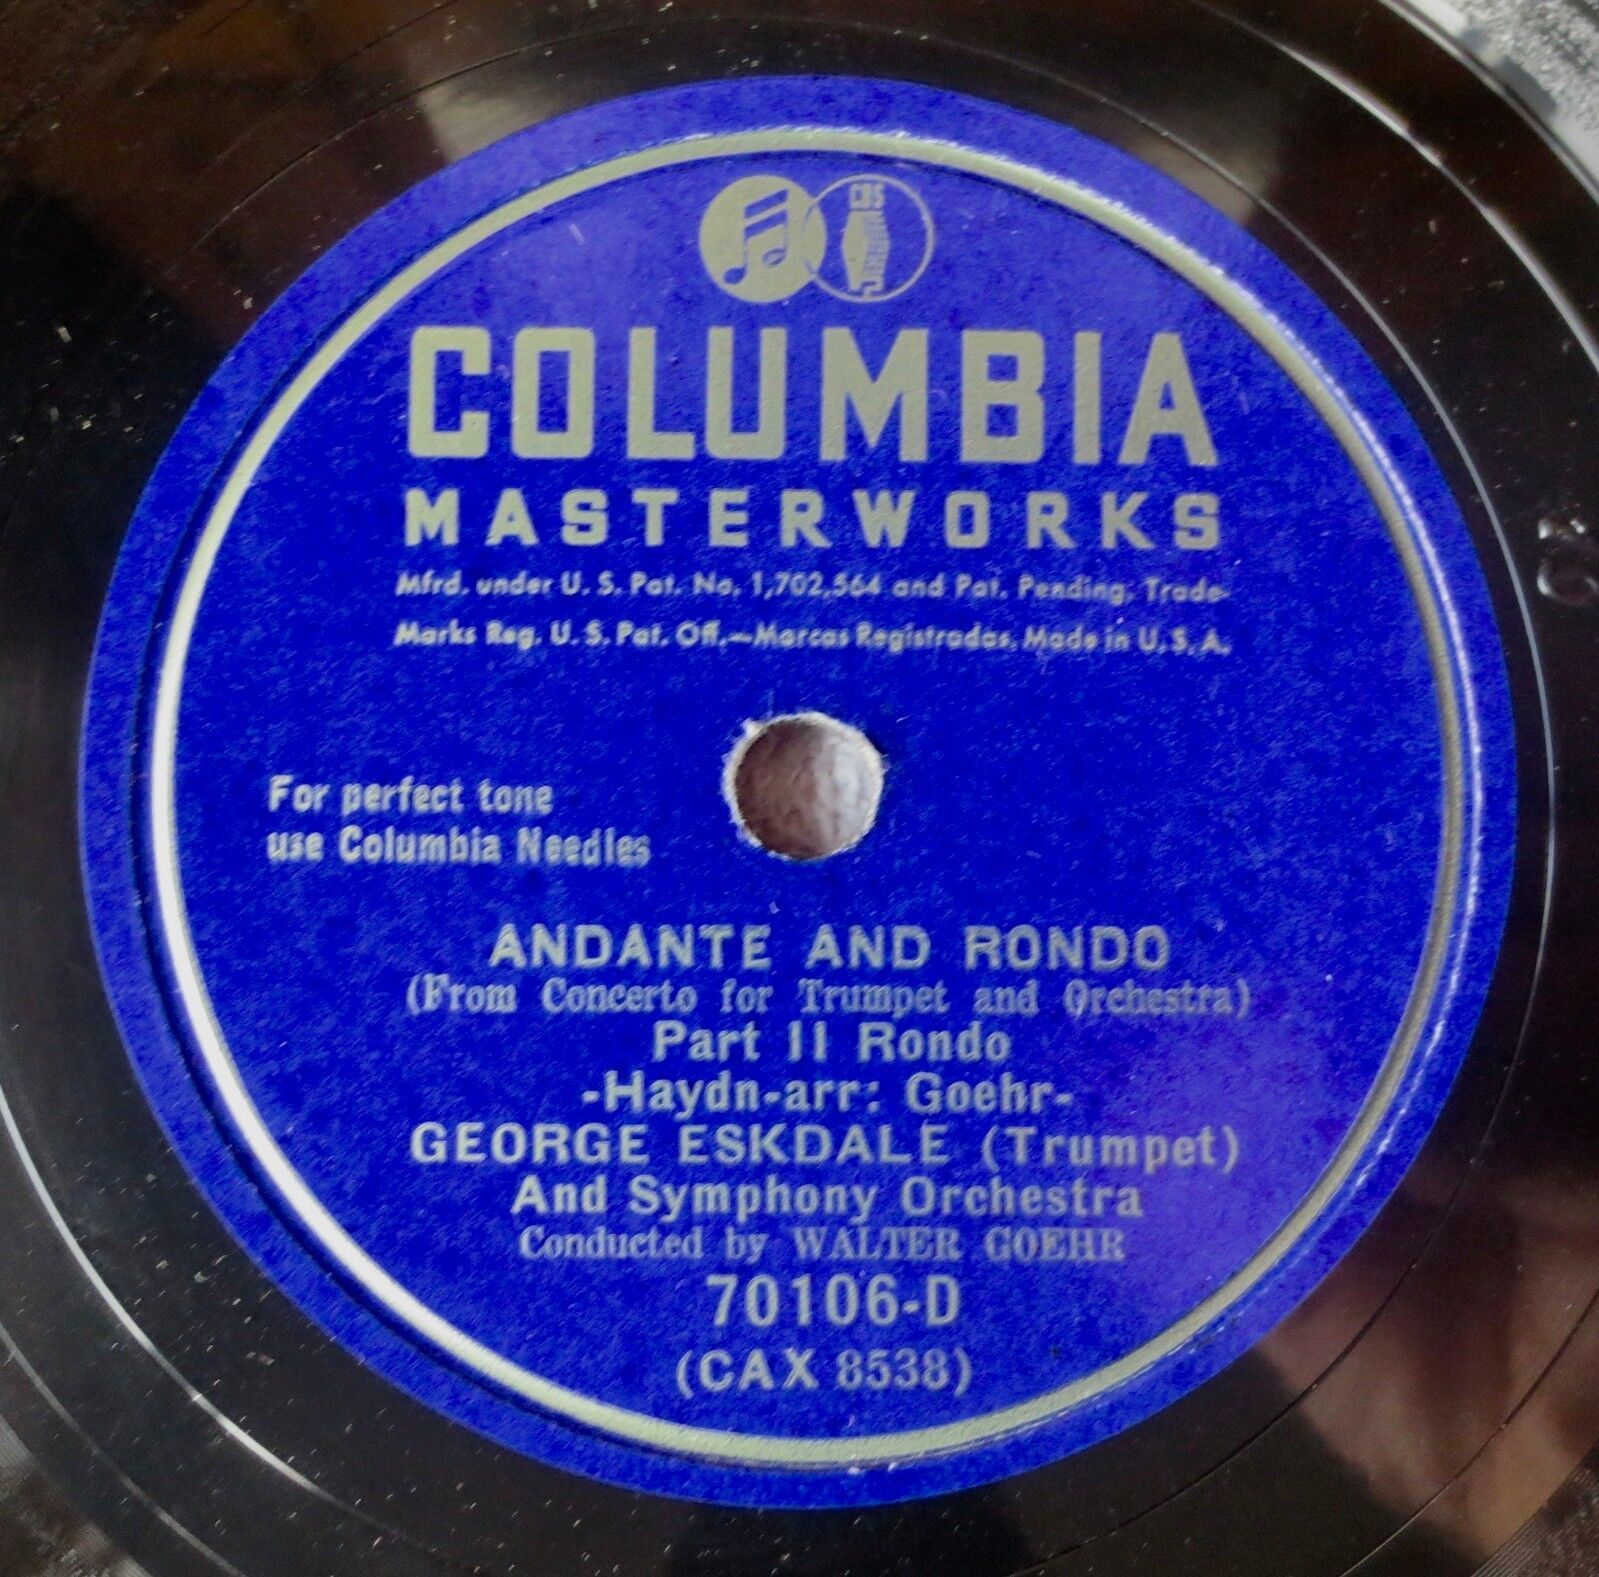 CBS
COLUMBIA
MASTERWORKS
Mfrd. under U. S. Pat. No. 1,702,564 and Pat. Pending. Trade-
Marks Reg. U. S. Pat. Off.—Marcas Registradas. Made in U. S. A.
For perfect tone
use Columbia Needles
ANDANTE AND RONDO
(From Concerto for Trumpet and Orchestra)
Part II Rondo
-Haydn-arr: Goehr-
GEORGE ESKDALE (Trumpet)
And Symphony Orchestra
Conducted by WALTER GOEHR
70106-D
(CAX 8538)